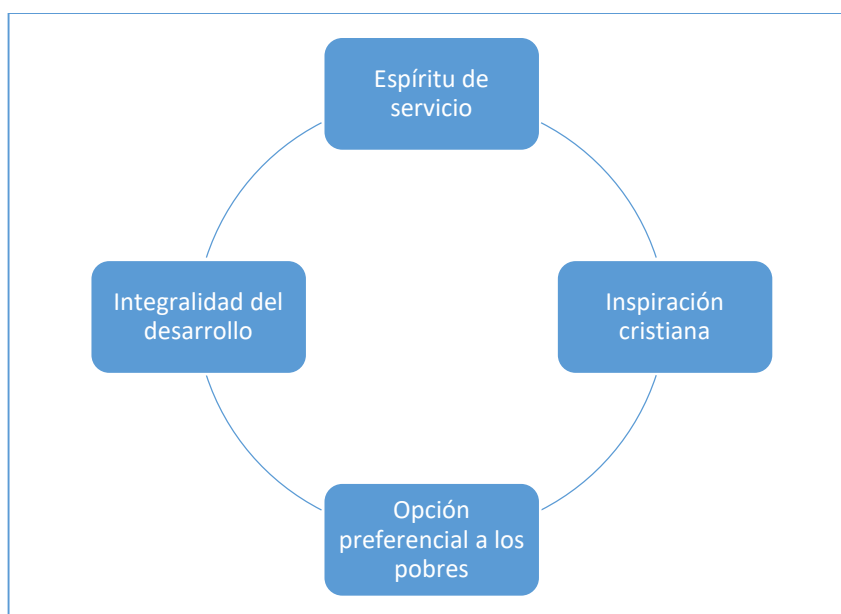 Espíritu de
servicio
Integralidad del
desarrollo
Inspiración
cristiana
Opción
preferencial a los
pobres